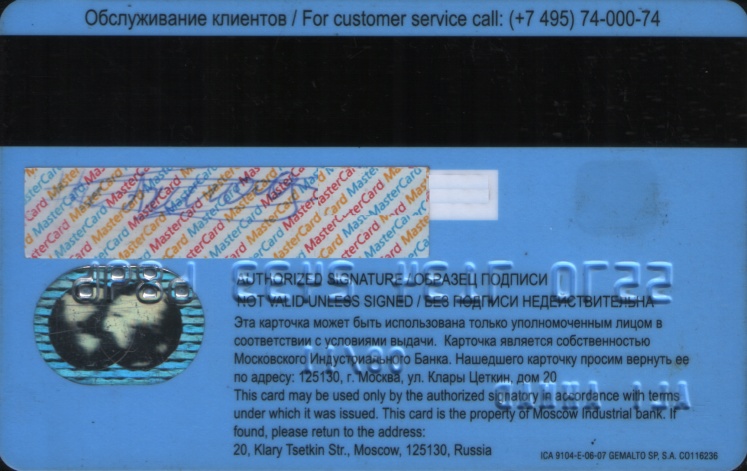 Обслуживание клиентов / For customer service call: (+7 495) 74-000-74
MasterCard
AUTHORIZED SIGNATURE / ОБРАЗЕЦ ПОДПИСИ
NOT VALID UNLESS SIGNED / БЕЗ ПОДПИСИ НЕДЕЙСТВИТЕЛЬНА
Эта карточка может быть использована только уполномоченным лицом в
соответствии с условиями выдачи. Карточка является собственностью
Московского Индустриального Банка. Нашедшего карточку просим вернуть ее
по адресу: 125130, г. Москва, ул. Клары Цеткин, дом 20
This card may be used only by the authorized signatory in accordance with terms
under which it was issued. This card is the property of Moscow industrial bank. If
found, please retun to the address:
20, Klary Tsetkin Str., Moscow, 125130, Russia
ICA 9104-E-06-07 GEMALTO SP, S.A. CO116236